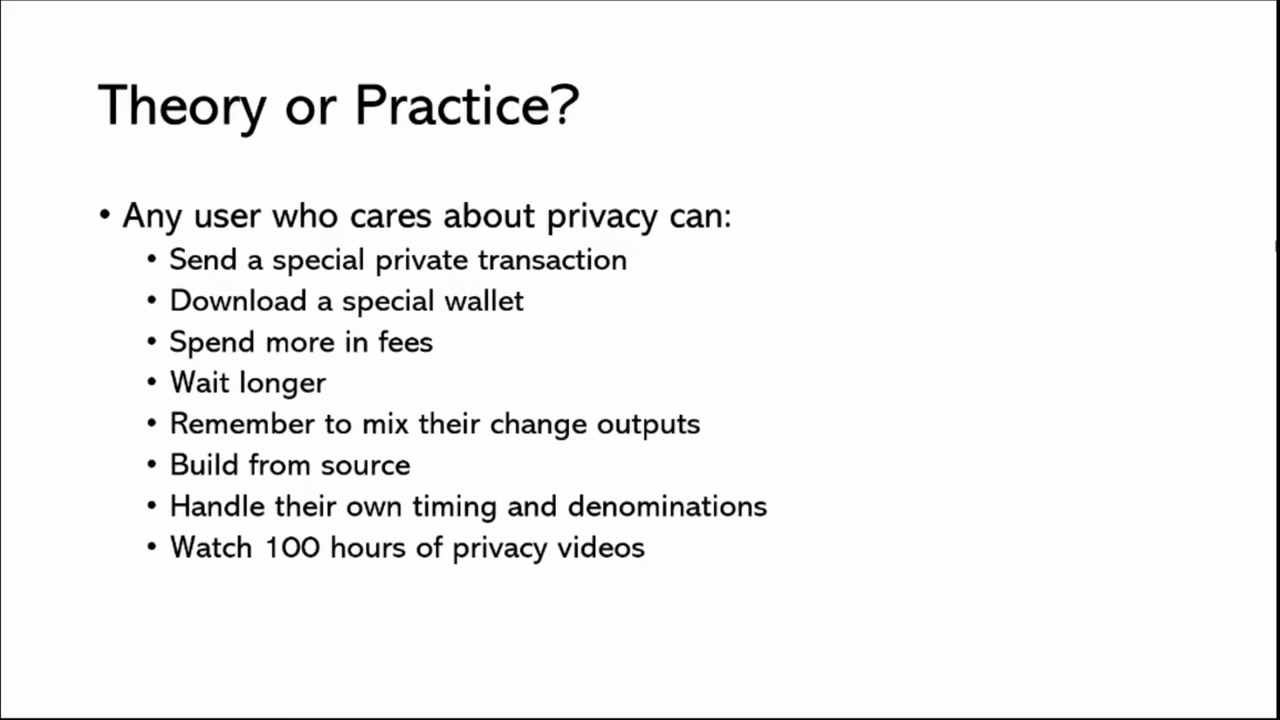 Theory or Practice?
• Any user who cares about privacy can:
• Send a special private transaction
• Download a special wallet
• Spend more in fees
• Wait longer
• Remember to mix their change outputs
• Build from source
• Handle their own timing and denominations
• Watch 100 hours of privacy videos